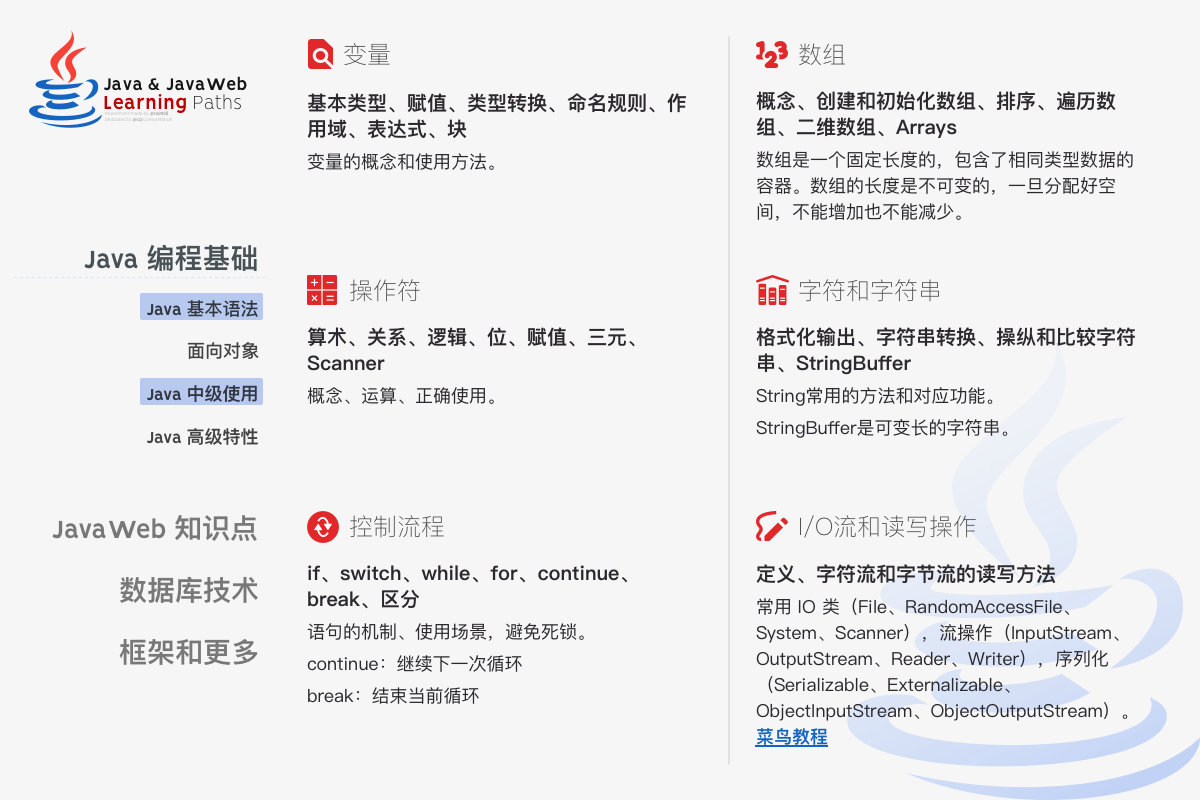 Java & JavaWeb
Learning Paths
Java 编程基础
Java 基本语法
面向对象
Java 中级使用
Java 高级特性
JavaWeb 知识点
数据库技术
框架和更多
变量
基本类型、赋值、类型转换、命名规则、作
用域、表达式、块
变量的概念和使用方法。
操作符
算术、关系、逻辑、位、赋值、三元、
Scanner
概念、运算、正确使用。
控制流程
if、switch、while、for、continue、
break、区分
语句的机制、使用场景，避免死锁。
continue：继续下一次循环
break：结束当前循环
数组
概念、创建和初始化数组、排序、遍历数
组、二维数组、Arrays
数组是一个固定长度的，包含了相同类型数据的
容器。数组的长度是不可变的，一旦分配好空
间，不能增加也不能减少。
字符和字符串
格式化输出、字符串转换、操纵和比较字符
串、StringBuffer
String常用的方法和对应功能。
StringBuffer是可变长的字符串。
I/O流和读写操作
定义、字符流和字节流的读写方法
常用 IO 类（File、RandomAccessFile、
System、Scanner），流操作（InputStream、
OutputStream、Reader、Writer），序列化
（Serializable、Externalizable、
ObjectInputStream、ObjectOutputStream）。
菜鸟教程